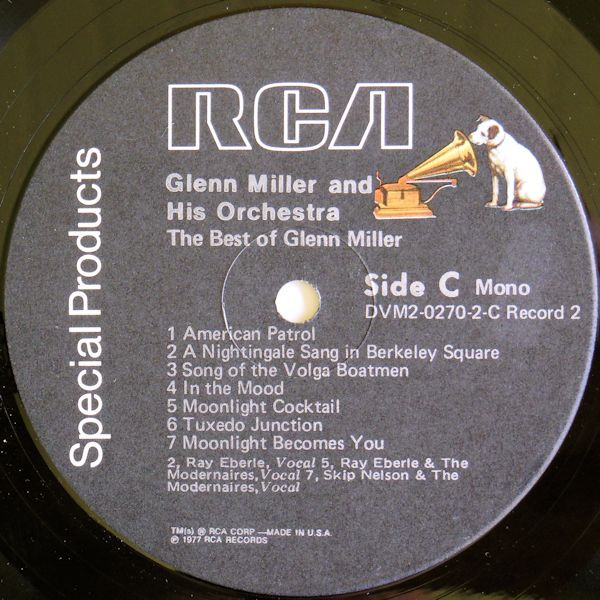 RCA
Special Products
Glenn Miller and
His Orchestra
The Best of Glenn Miller
Side C Mono
DVM2-0270-2-C Record 2
1 American Patrol
2 A Nightingale Sang in Berkeley Square
3 Song of the Volga Boatmen
4 In the Mood
5 Moonlight Cocktail
6 Tuxedo Junction
7 Moonlight Becomes You
2, Ray Eberle, Vocal 5, Ray Eberle & The
Modernaires, Vocal 7, Skip Nelson & The
Modernaires, Vocal
TM(s) ® RCA CORP.—MADE IN U.S.A.
℗ 1977 RCA RECORDS